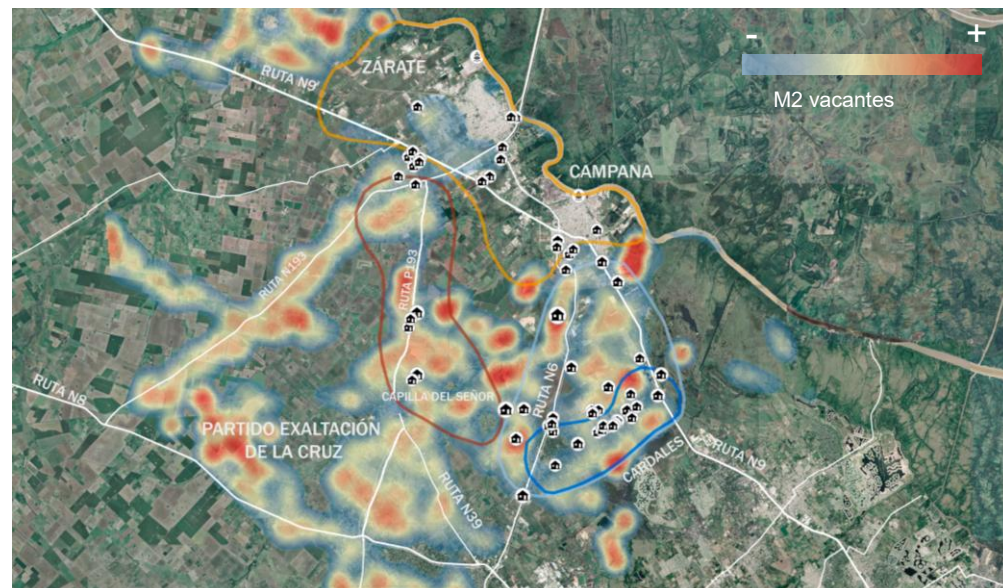 - +
M2 vacantes
ZÁRATE
RUTA N9
CAMPANA
RUTA N193
RUTA P193
RUTA N6
RUTA N8
CAPILLA DEL SEÑOR
PARTIDO EXALTACIÓN
DE LA CRUZ
CARDALES
RUTA N9
RUTA N39